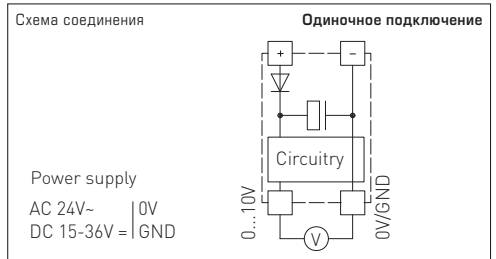 Схема соединения
Одиночное подключение
+
–
Circuitry
Power supply
AC 24V~ | 0V
DC 15-36V = | GND
0...10V
0V/GND
V